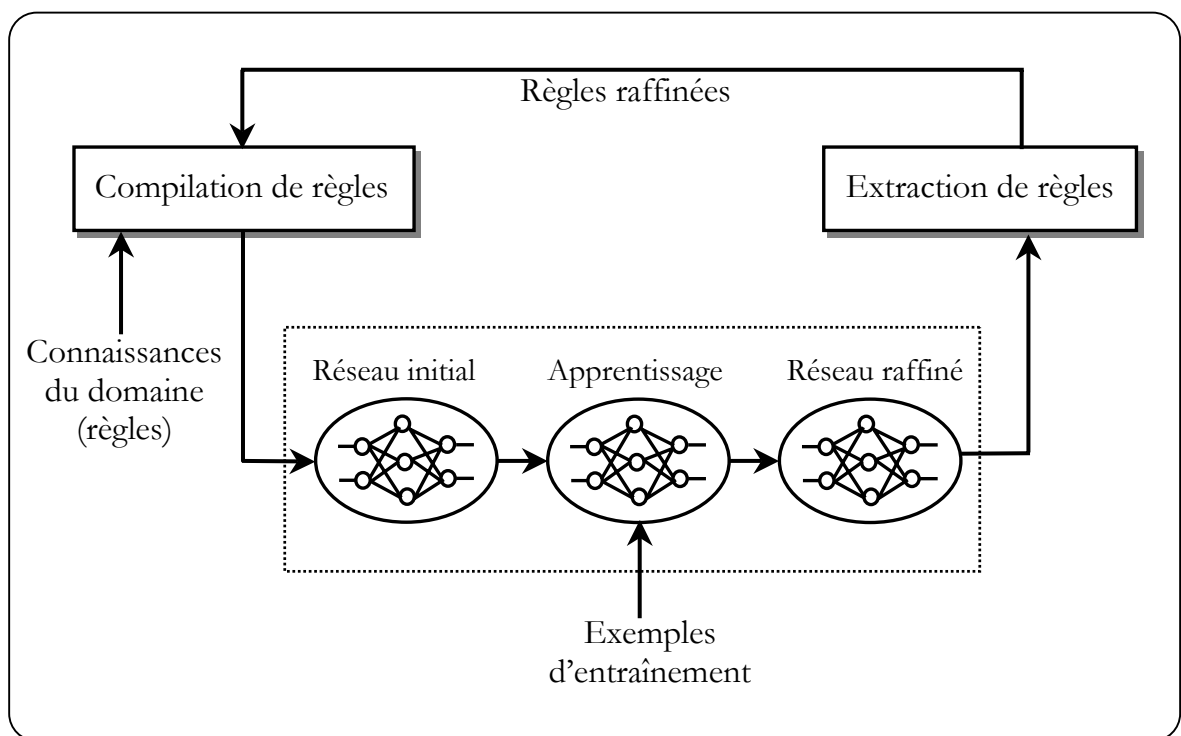 Règles raffinées
Compilation de règles
Extraction de règles
Connaissances
du domaine
(règles)
Réseau initial
Apprentissage
Réseau raffiné
Exemples
d’entraînement